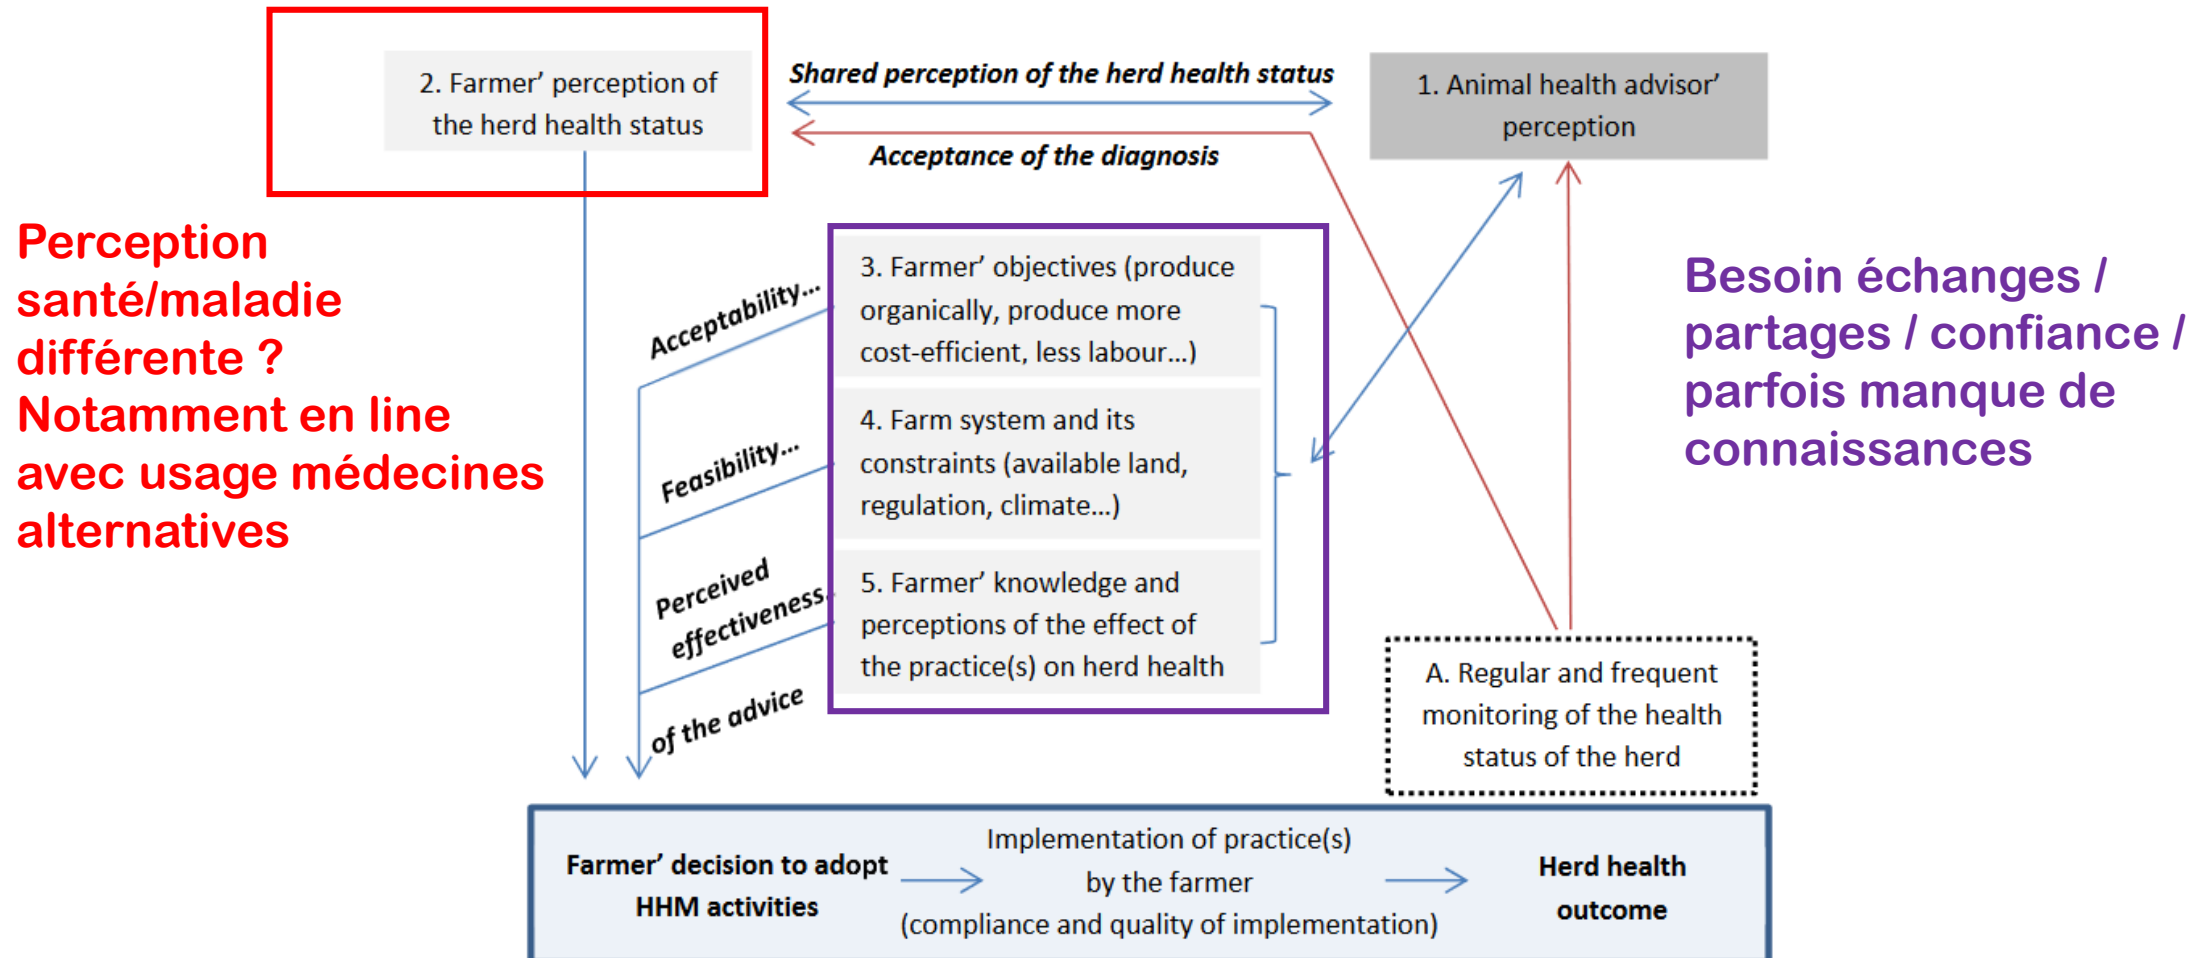 2. Farmer’ perception of
the herd health status
Shared perception of the herd health status
Acceptance of the diagnosis
1. Animal health advisor’
perception
Perception
santé/maladie
différente ?
Notamment en line
avec usage médecines
alternatives
Acceptability...
Feasibility...
Perceived
effectiveness.
of the advice
3. Farmer’ objectives (produce
organically, produce more
cost-efficient, less labour...)
4. Farm system and its
constraints (available land,
regulation, climate...)
5. Farmer’ knowledge and
perceptions of the effect of
the practice(s) on herd health
Besoin échanges /
partages / confiance /
parfois manque de
connaissances
A. Regular and frequent
monitoring of the health
status of the herd
Farmer’ decision to adopt
HHM activities
Implementation of practice(s)
by the farmer
(compliance and quality of implementation)
Herd health
outcome